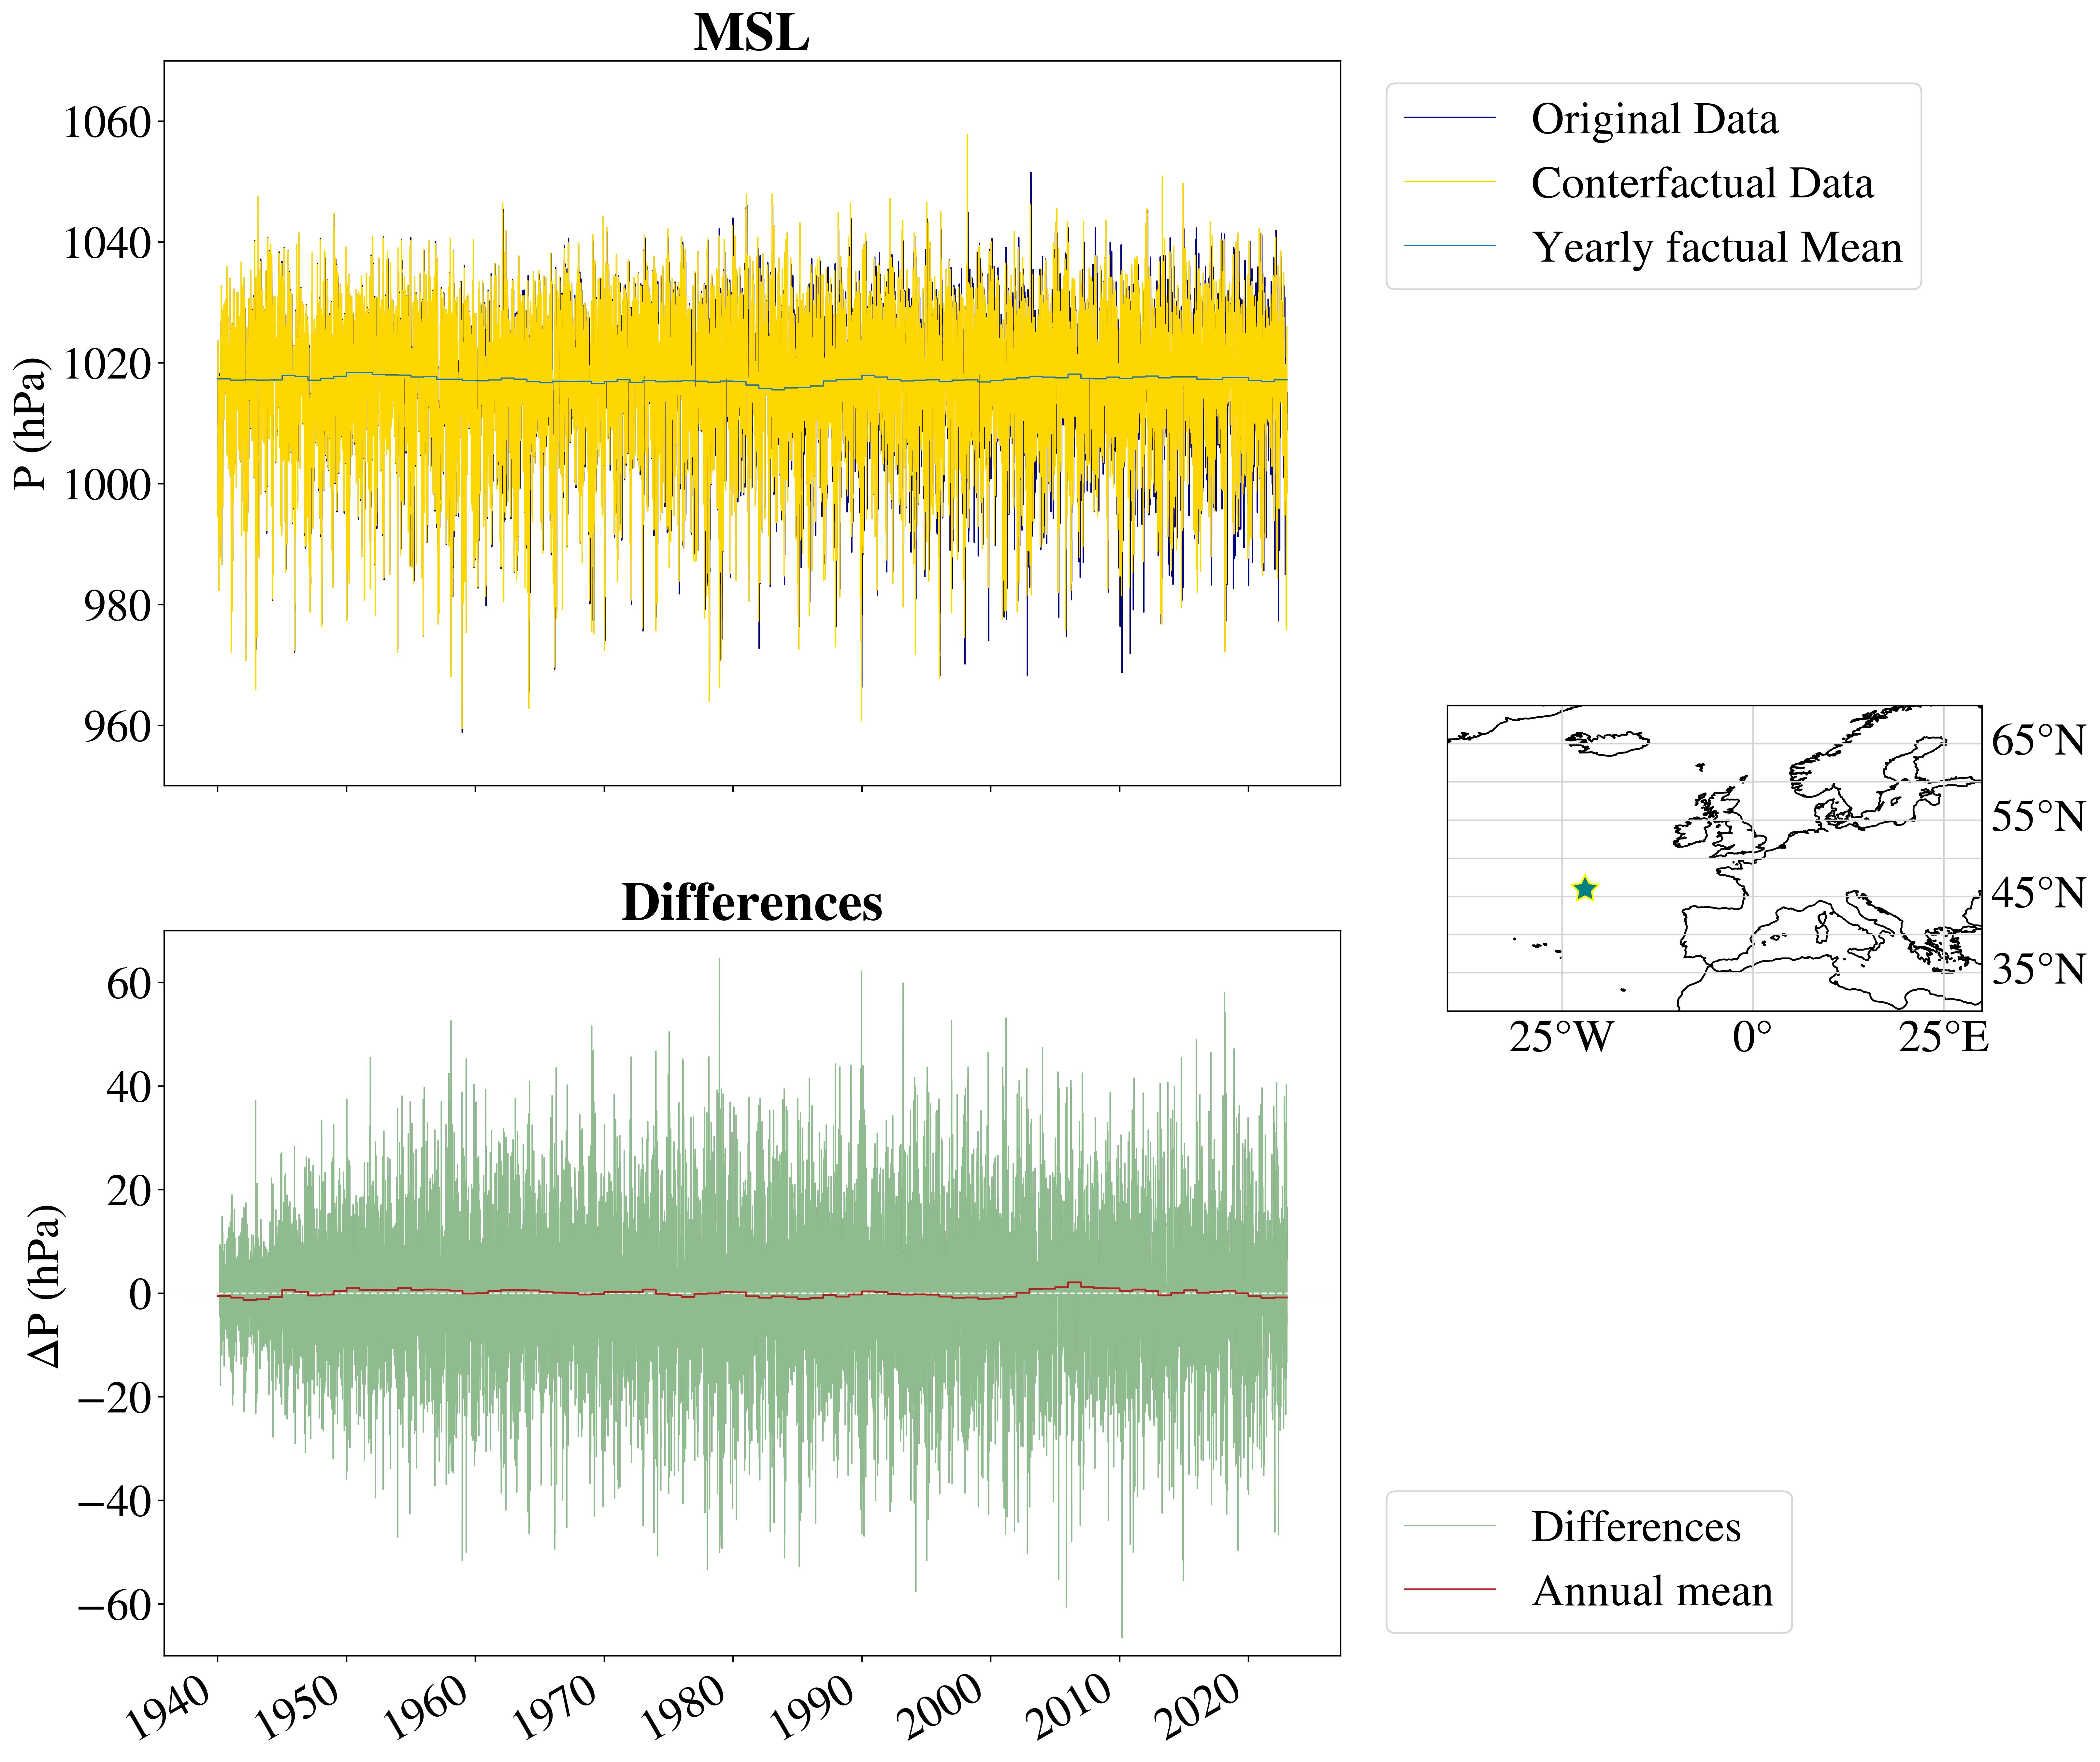 MSL
1060
1040
1020
1000
980
960
P (hPa)
Original Data
Conterfactual Data
Yearly factual Mean
65°N
55°N
45°N
35°N
25°W 0° 25°E
Differences
60
40
20
0
−20
−40
−60
ΔP (hPa)
1940 1950 1960 1970 1980 1990 2000 2010 2020
Differences
Annual mean